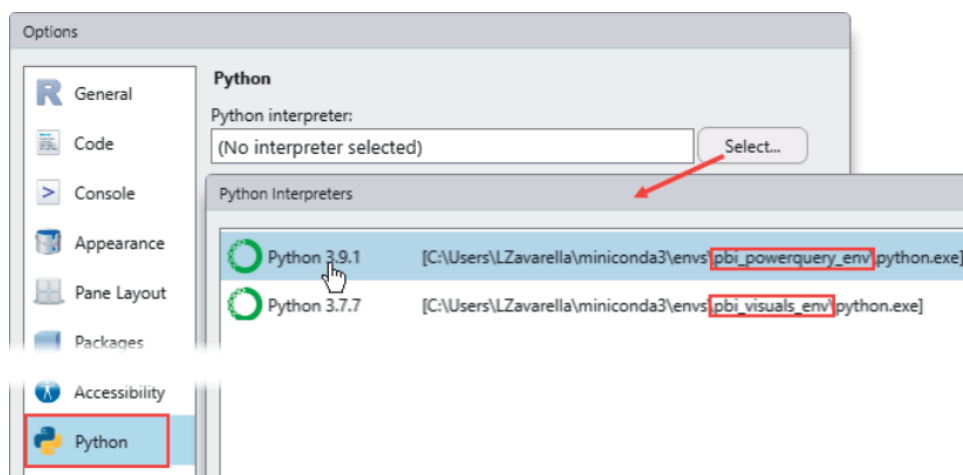 Options
General
Code
Console
Appearance
Pane Layout
Packages
Accessibility
Python
Python
Python interpreter:
(No interpreter selected)
Select...
Python Interpreters
Python 3.9.1 [C:\Users\LZavarella\miniconda3\envs\pbi_powerquery_env\python.exe]
Python 3.7.7 [C:\Users\LZavarella\miniconda3\envs\pbi_visuals_env\python.exe]